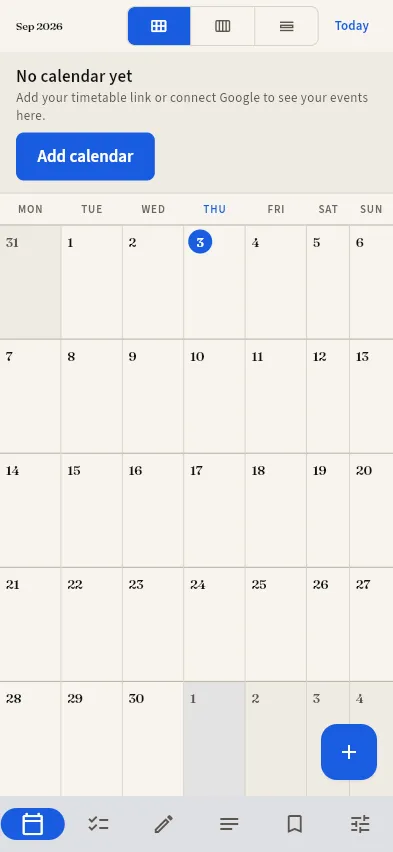 Sep 2026
Today
No calendar yet
Add your timetable link or connect Google to see your events
here.
Add calendar
MON TUE WED THU FRI SAT SUN
31 1 2 3 4 5 6
7 8 9 10 11 12 13
14 15 16 17 18 19 20
21 22 23 24 25 26 27
28 29 30 1 2 3 4